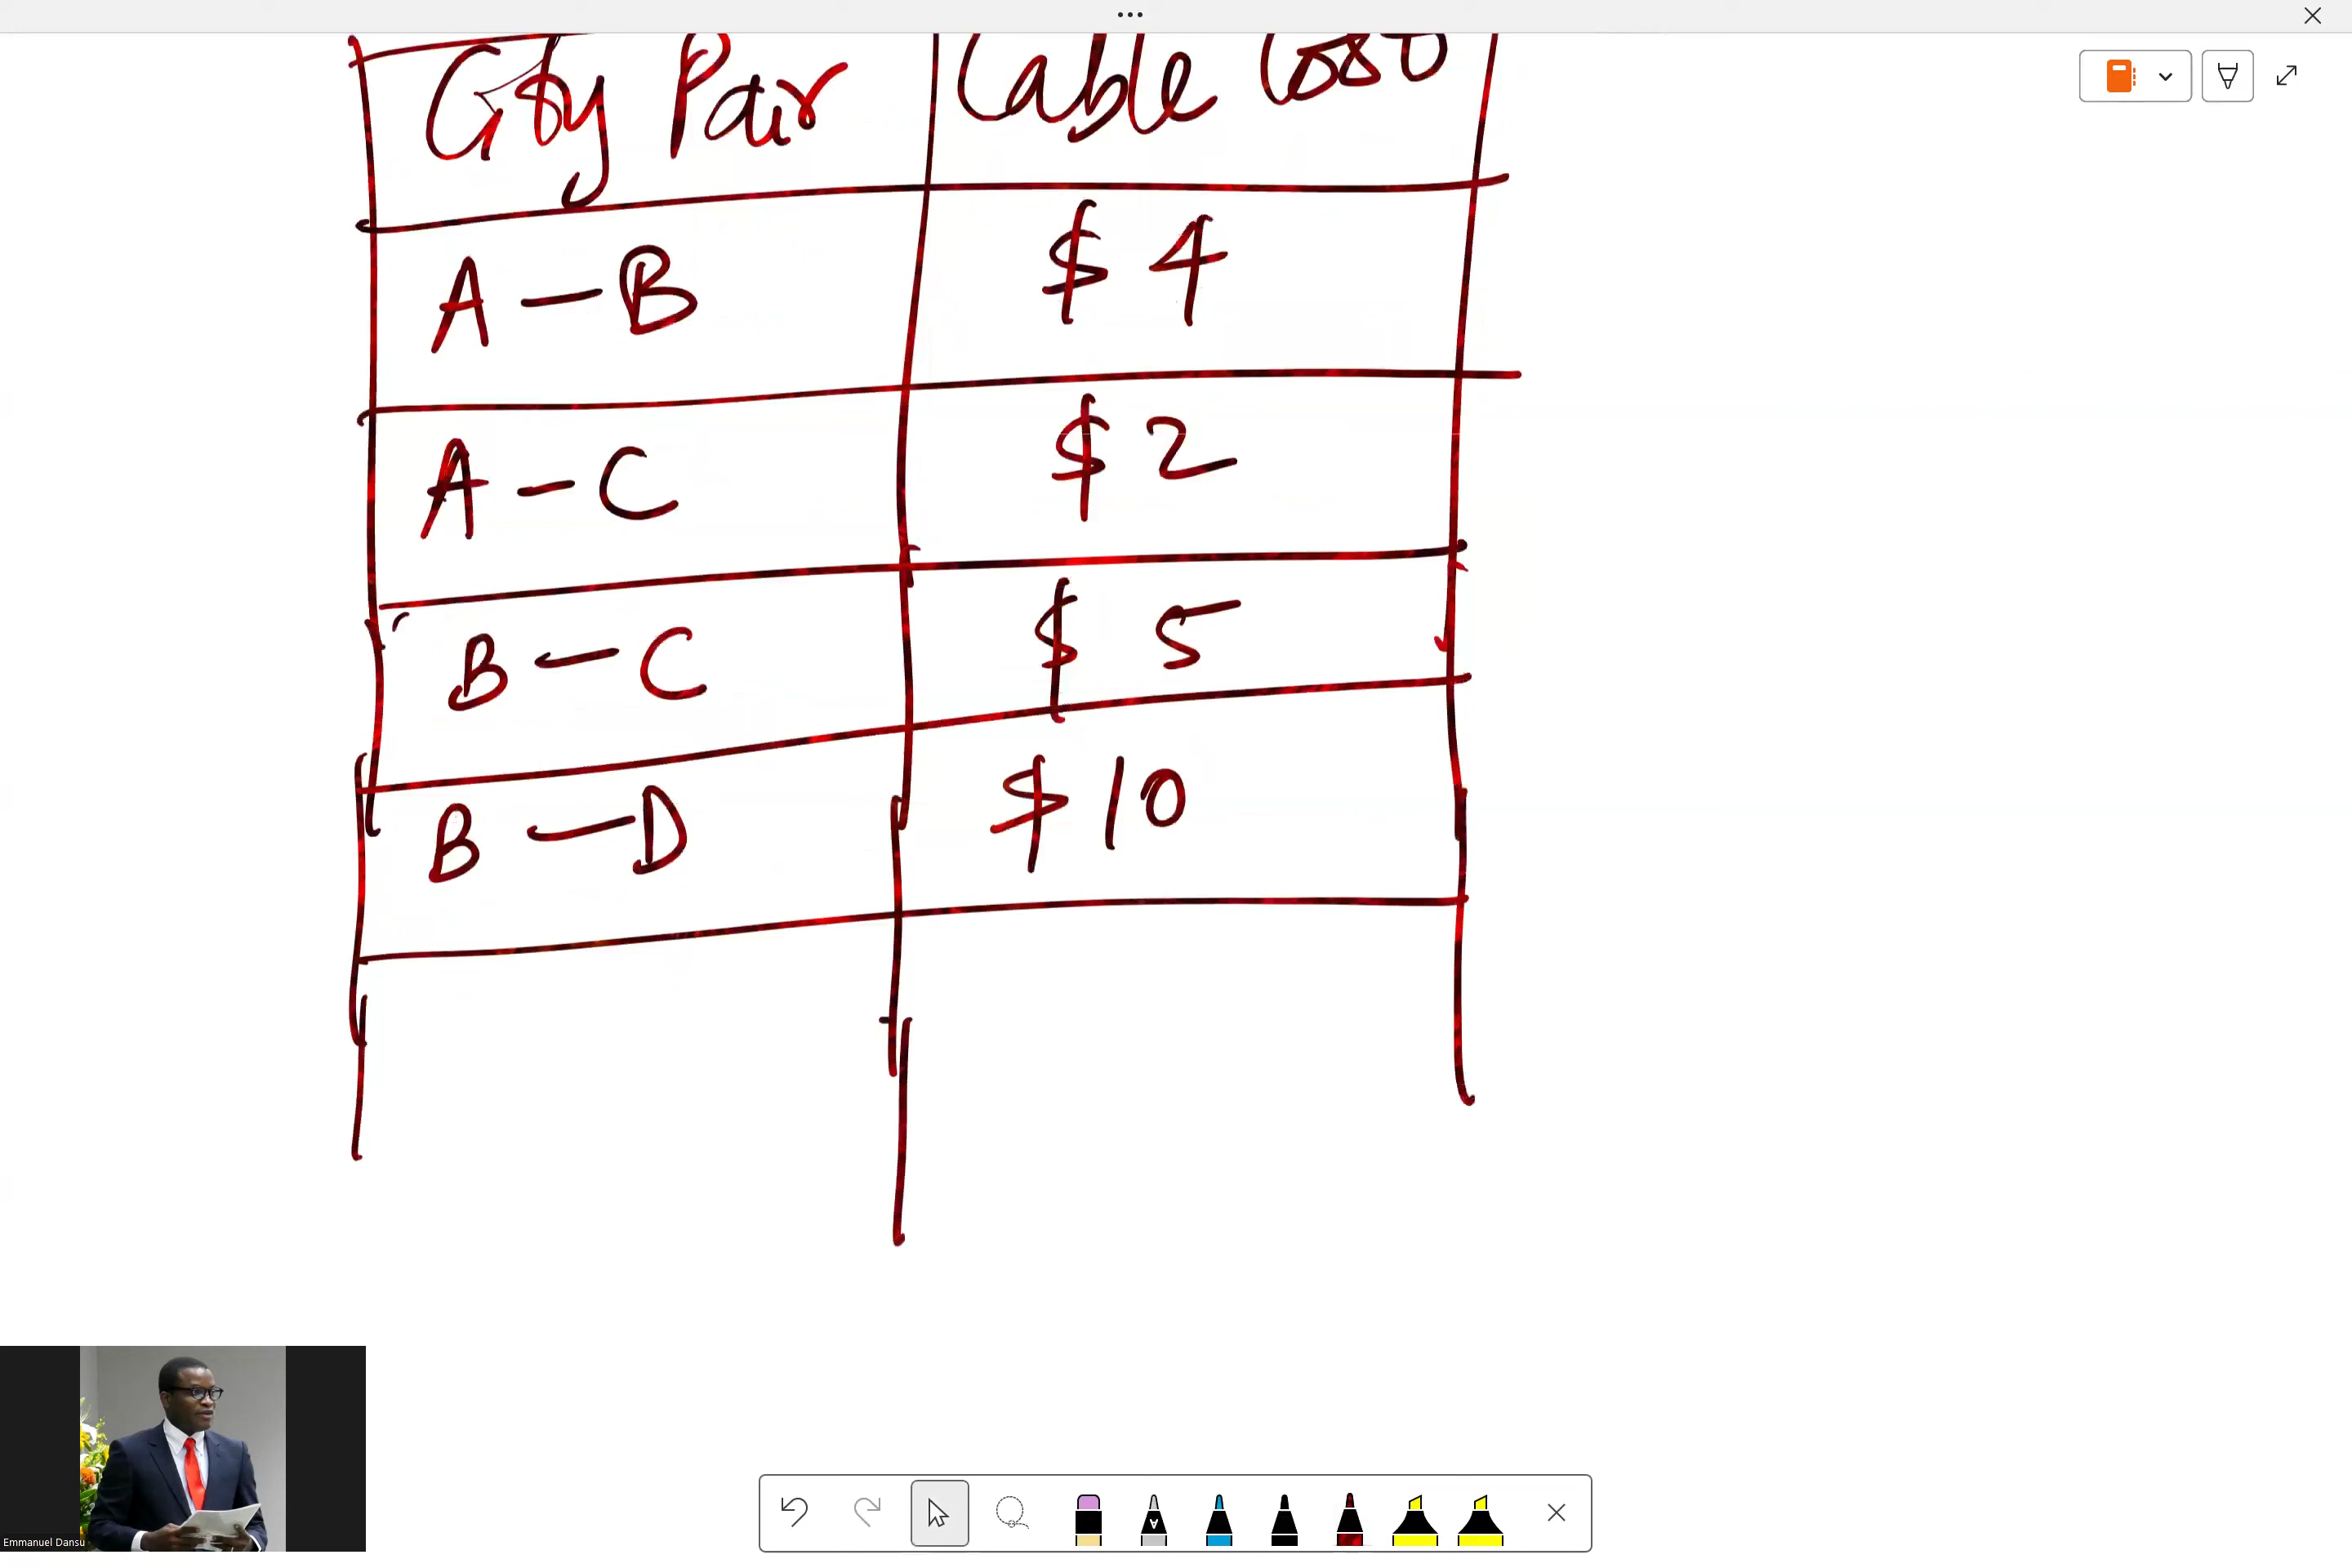 City Pair Cable Cost
A - B $ 4
A - C $ 2
B - C $ 5
B - D $ 10
Emmanuel Dansu